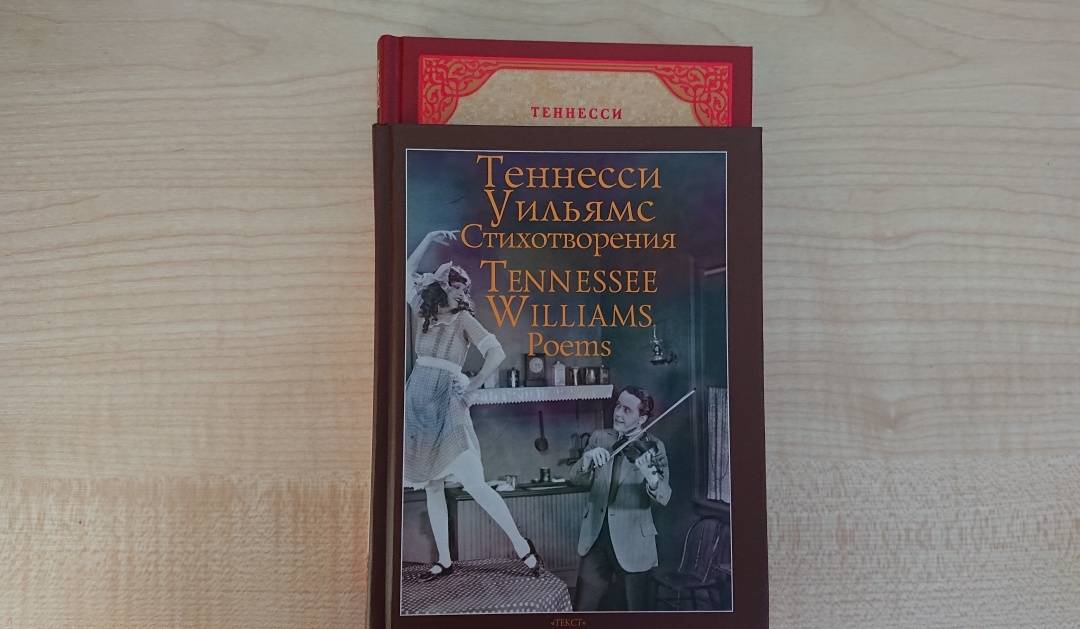 ТЕННЕССИ
Теннесси
Уильямс
Стихотворения
TENNESSEE
WILLIAMS
Poems
«ТЕКСТ»